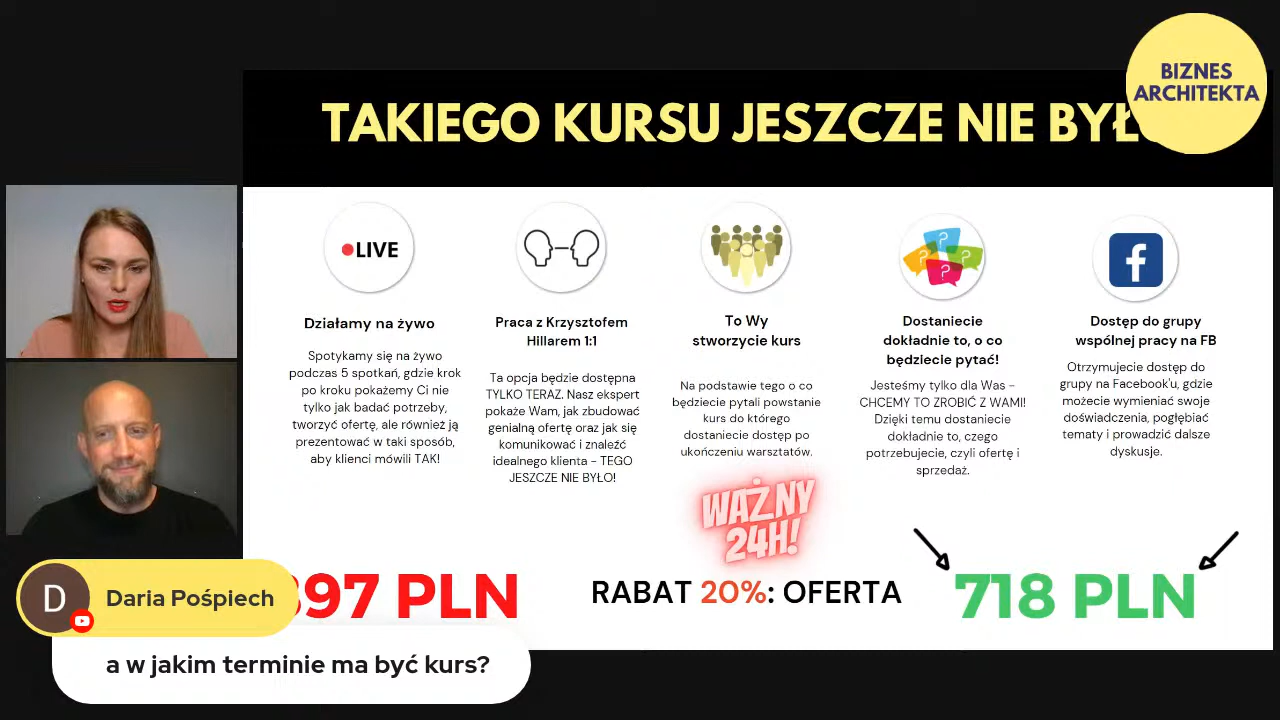 BIZNES
ARCHITEKTA
TAKIEGO KURSU JESZCZE NIE
LIVE
Działamy na żywo
Spotykamy się na żywo
podczas 5 spotkań, gdzie krok
po kroku pokażemy Ci nie
tylko jak badać potrzeby,
tworzyć ofertę, ale również ją
prezentować w taki sposób,
aby klienci mówili TAK!
Praca z Krzysztofem
Hillarem 1:1
Ta opcja będzie dostępna
TYLKO TERAZ. Nasz ekspert
pokaże Wam, jak zbudować
genialną ofertę oraz jak się
komunikować i znaleźć
idealnego klienta - TEGO
JESZCZE NIE BYŁO!
To Wy
stworzycie kurs
Na podstawie tego o co
będziecie pytali powstanie
kurs do którego
dostaniecie dostęp po
ukończeniu warsztatów.
? ? ? ?
Dostaniecie
dokładnie to, o co
będziecie pytać!
Jesteśmy tylko dla Was -
CHCEMY TO ZROBIĆ Z WAMI!
Dzięki temu dostaniecie
dokładnie to, czego
potrzebujecie, czyli ofertę i
sprzedaż.
f
Dostęp do grupy
wspólnej pracy na FB
Otrzymujecie dostęp do
grupy na Facebook'u, gdzie
możecie wymieniać swoje
doświadczenia, pogłębiać
tematy i prowadzić dalsze
dyskusje.
WAŻNY
24H!
97 PLN
RABAT 20%: OFERTA
718 PLN
D
Daria Pośpiech
a w jakim terminie ma być kurs?